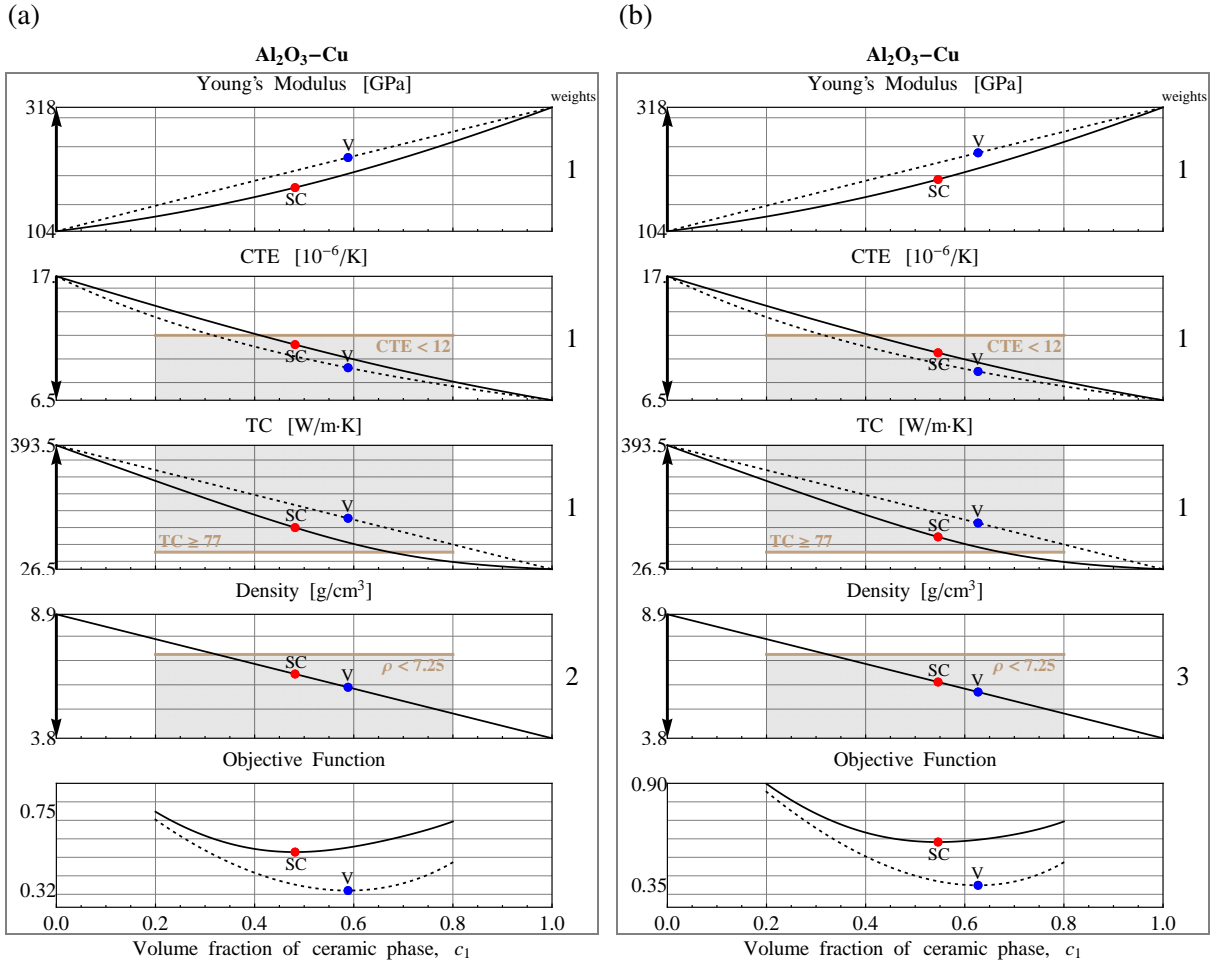 (a)
Al₂O₃−Cu
Young's Modulus [GPa]
weights
318
V
SC
104
1
CTE [10⁻⁶/K]
17.
CTE < 12
SC
V
6.5
1
TC [W/m·K]
393.5
SC
V
TC ≥ 77
26.5
1
Density [g/cm³]
8.9
SC
ρ < 7.25
V
3.8
2
Objective Function
0.75
SC
V
0.32
0.0 0.2 0.4 0.6 0.8 1.0
Volume fraction of ceramic phase, c₁
(b)
Al₂O₃−Cu
Young's Modulus [GPa]
weights
318
V
SC
104
1
CTE [10⁻⁶/K]
17.
CTE < 12
SC
V
6.5
1
TC [W/m·K]
393.5
SC
V
TC ≥ 77
26.5
1
Density [g/cm³]
8.9
SC
ρ < 7.25
V
3.8
3
Objective Function
0.90
SC
V
0.35
0.0 0.2 0.4 0.6 0.8 1.0
Volume fraction of ceramic phase, c₁